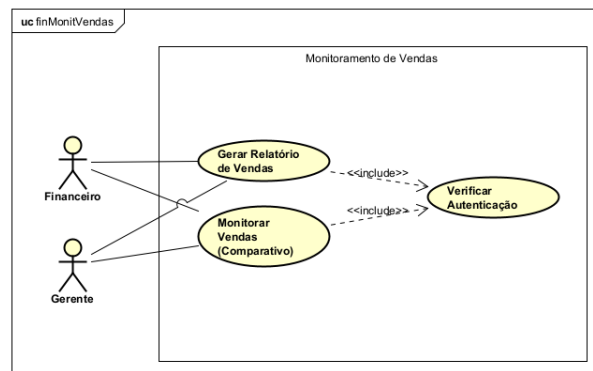 uc finMonitVendas
Monitoramento de Vendas
Gerar Relatório
de Vendas
<<include>>
Financeiro
Verificar
Autenticação
<<include>>
Monitorar
Vendas
(Comparativo)
Gerente